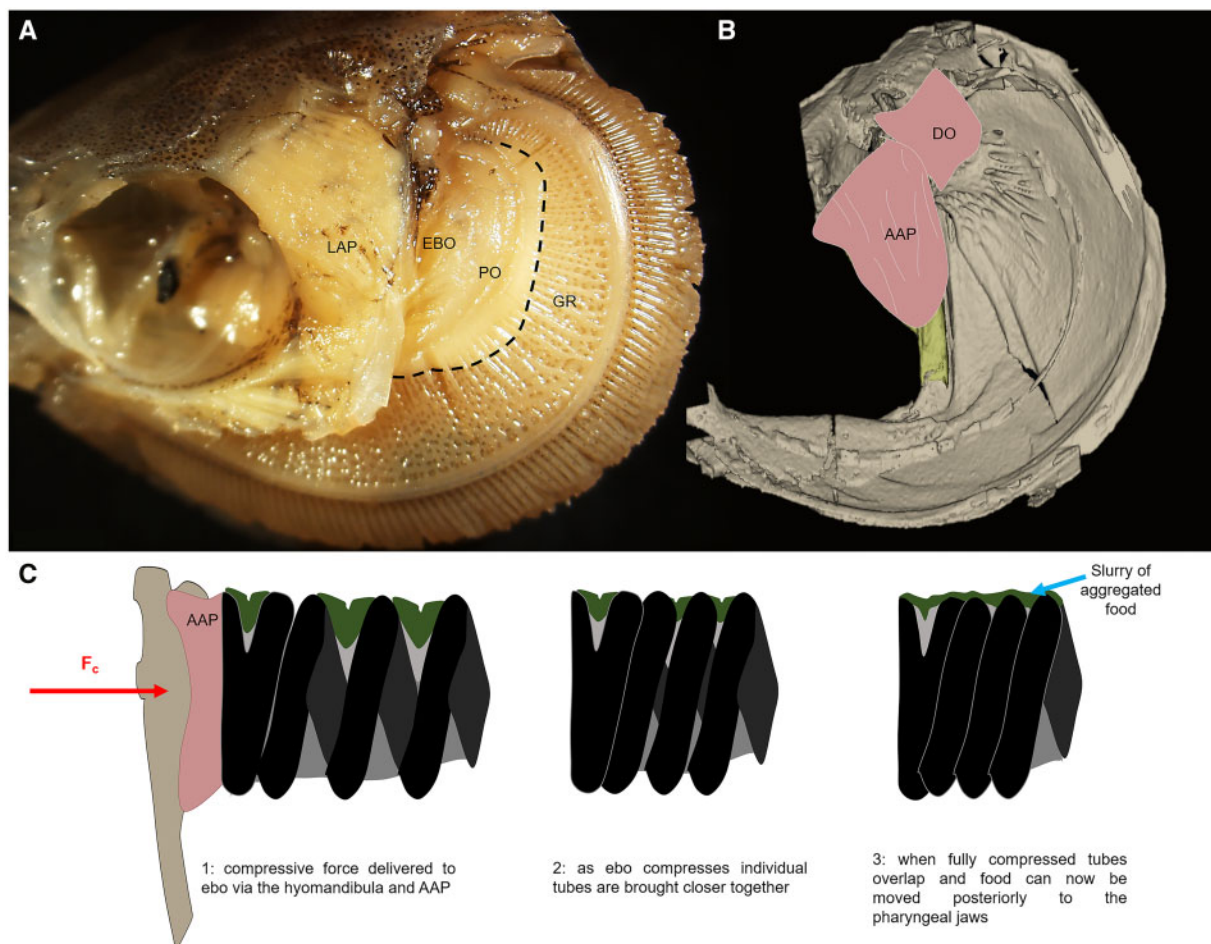 A
LAP
EBO
PO
GR
B
DO
AAP
C
AAP
Fc
Slurry of
aggregated
food
1: compressive force delivered to
ebo via the hyomandibula and AAP
2: as ebo compresses individual
tubes are brought closer together
3: when fully compressed tubes
overlap and food can now be
moved posteriorly to the
pharyngeal jaws